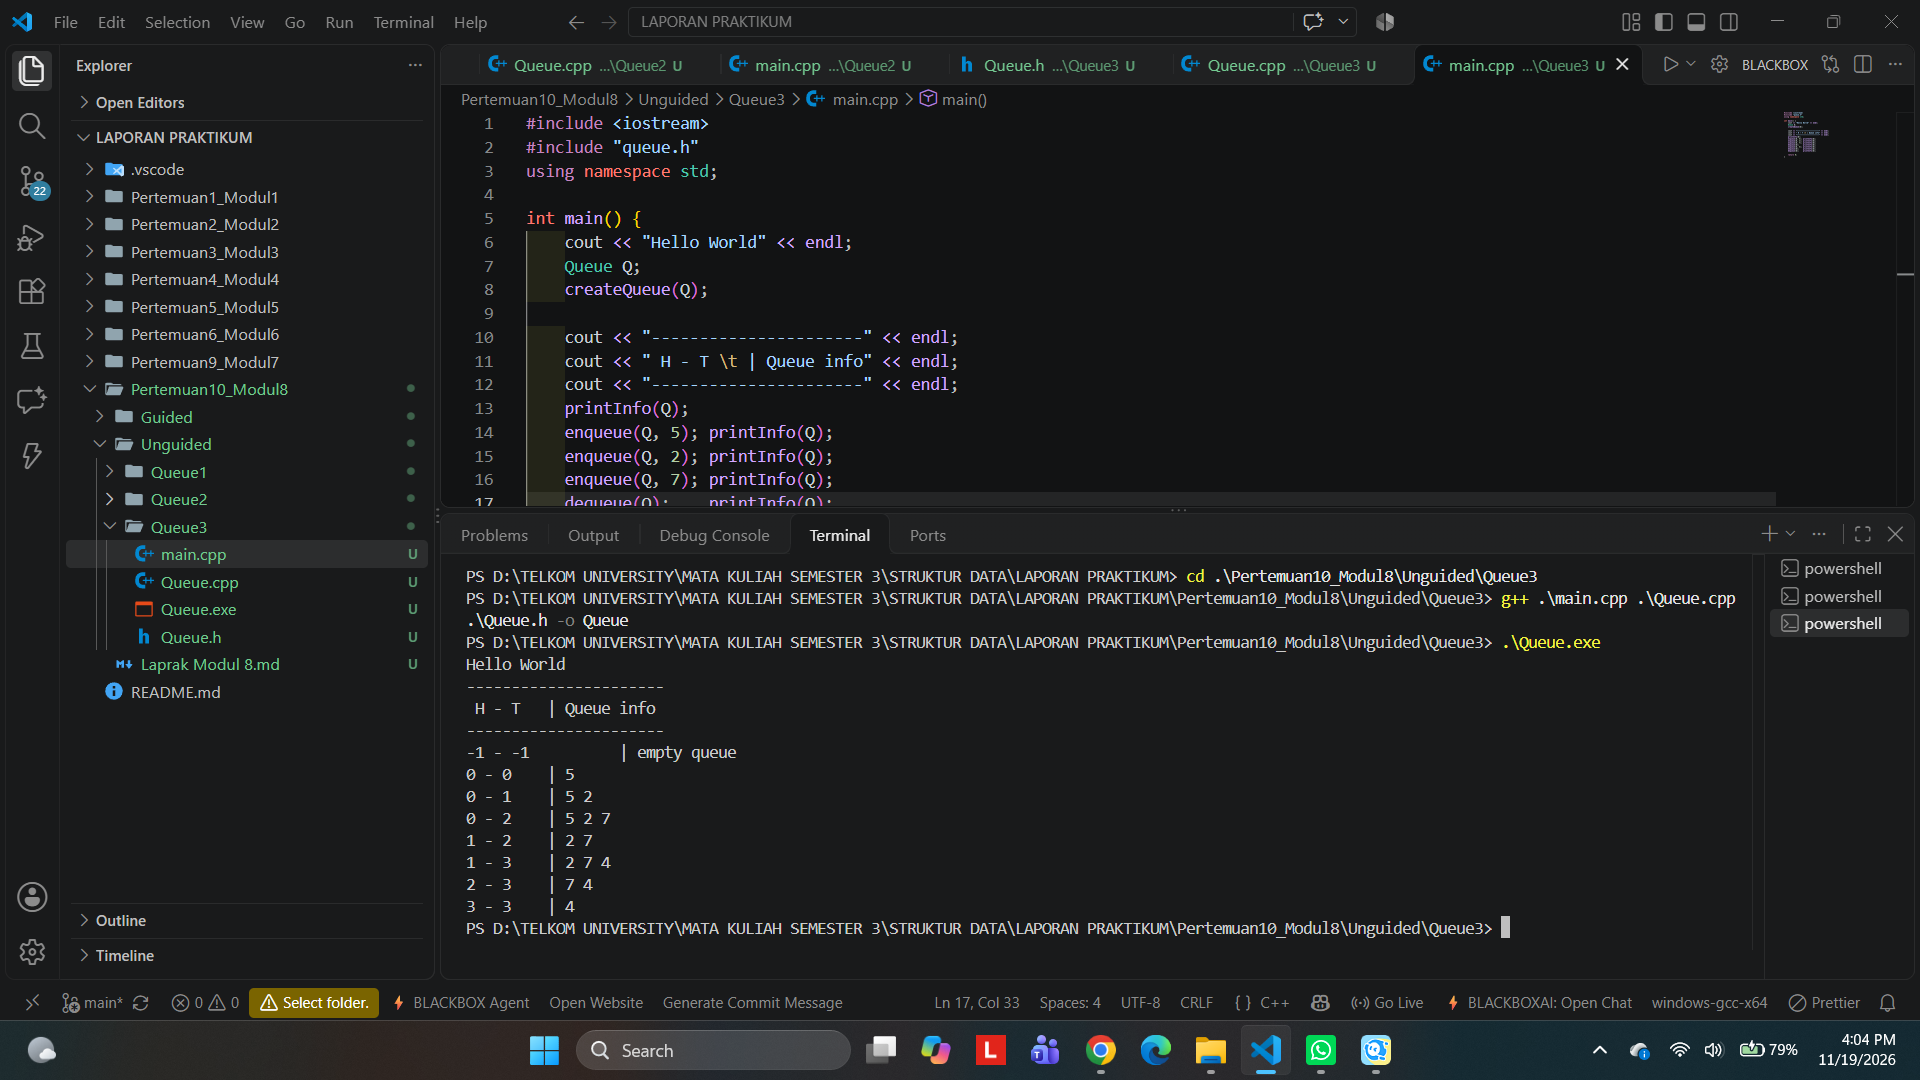 File Edit Selection View Go Run Terminal Help
LAPORAN PRAKTIKUM
Explorer
Open Editors
LAPORAN PRAKTIKUM
.vscode
Pertemuan1_Modul1
Pertemuan2_Modul2
Pertemuan3_Modul3
Pertemuan4_Modul4
Pertemuan5_Modul5
Pertemuan6_Modul6
Pertemuan9_Modul7
Pertemuan10_Modul8
Guided
Unguided
Queue1
Queue2
Queue3
main.cpp U
Queue.cpp U
Queue.exe U
Queue.h U
Laprak Modul 8.md U
README.md
Outline
Timeline
22
Queue.cpp ...\Queue2 U main.cpp ...\Queue2 U Queue.h ...\Queue3 U Queue.cpp ...\Queue3 U main.cpp ...\Queue3 U BLACKBOX
Pertemuan10_Modul8 > Unguided > Queue3 > main.cpp > main()
1 #include <iostream>
2 #include "queue.h"
3 using namespace std;
4
5 int main() {
6 cout << "Hello World" << endl;
7 Queue Q;
8 createQueue(Q);
9
10 cout << "----------------------" << endl;
11 cout << " H - T \t | Queue info" << endl;
12 cout << "----------------------" << endl;
13 printInfo(Q);
14 enqueue(Q, 5); printInfo(Q);
15 enqueue(Q, 2); printInfo(Q);
16 enqueue(Q, 7); printInfo(Q);
17 dequeue(Q); printInfo(Q);
Problems Output Debug Console Terminal Ports
PS D:\TELKOM UNIVERSITY\MATA KULIAH SEMESTER 3\STRUKTUR DATA\LAPORAN PRAKTIKUM> cd .\Pertemuan10_Modul8\Unguided\Queue3
PS D:\TELKOM UNIVERSITY\MATA KULIAH SEMESTER 3\STRUKTUR DATA\LAPORAN PRAKTIKUM\Pertemuan10_Modul8\Unguided\Queue3> g++ .\main.cpp .\Queue.cpp
.\Queue.h -o Queue
PS D:\TELKOM UNIVERSITY\MATA KULIAH SEMESTER 3\STRUKTUR DATA\LAPORAN PRAKTIKUM\Pertemuan10_Modul8\Unguided\Queue3> .\Queue.exe
Hello World
----------------------
H - T | Queue info
----------------------
-1 - -1 | empty queue
0 - 0 | 5
0 - 1 | 5 2
0 - 2 | 5 2 7
1 - 2 | 2 7
1 - 3 | 2 7 4
2 - 3 | 7 4
3 - 3 | 4
PS D:\TELKOM UNIVERSITY\MATA KULIAH SEMESTER 3\STRUKTUR DATA\LAPORAN PRAKTIKUM\Pertemuan10_Modul8\Unguided\Queue3>
powershell
powershell
powershell
main* 0 0 Select folder. BLACKBOX Agent Open Website Generate Commit Message Ln 17, Col 33 Spaces: 4 UTF-8 CRLF { } C++ Go Live BLACKBOXAI: Open Chat windows-gcc-x64 Prettier
Search
L
79%
4:04 PM
11/19/2026